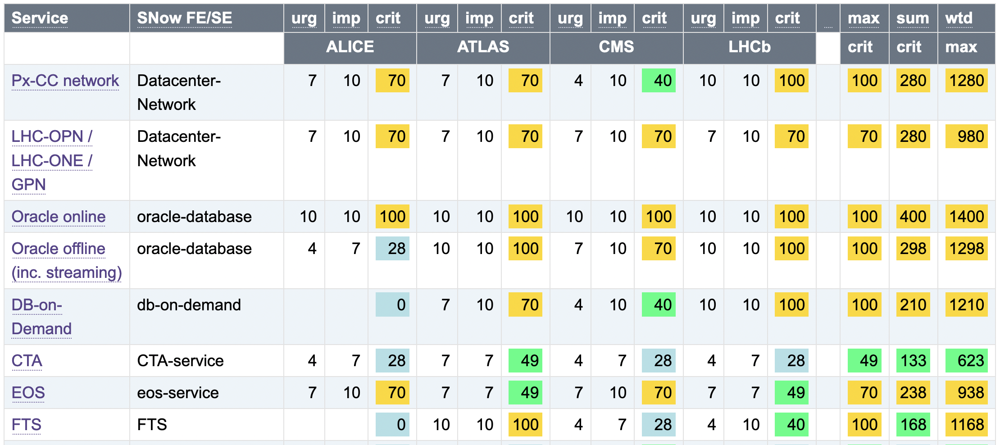 Service SNow FE/SE urg imp crit urg imp crit urg imp crit urg imp crit ... max sum wtd
ALICE ATLAS CMS LHCb crit crit max
Px-CC network Datacenter- 7 10 70 7 10 70 4 10 40 10 10 100 100 280 1280
Network
LHC-OPN / Datacenter- 7 10 70 7 10 70 7 10 70 7 10 70 70 280 980
LHC-ONE / Network
GPN
Oracle online oracle-database 10 10 100 10 10 100 10 10 100 10 10 100 100 400 1400
Oracle offline oracle-database 4 7 28 10 10 100 7 10 70 10 10 100 100 298 1298
(inc. streaming)
DB-on- db-on-demand 0 7 10 70 4 10 40 10 10 100 100 210 1210
Demand
CTA CTA-service 4 7 28 7 7 49 4 7 28 4 7 28 49 133 623
EOS eos-service 7 10 70 7 7 49 7 10 70 7 7 49 70 238 938
FTS FTS 0 10 10 100 4 7 28 4 10 40 100 168 1168